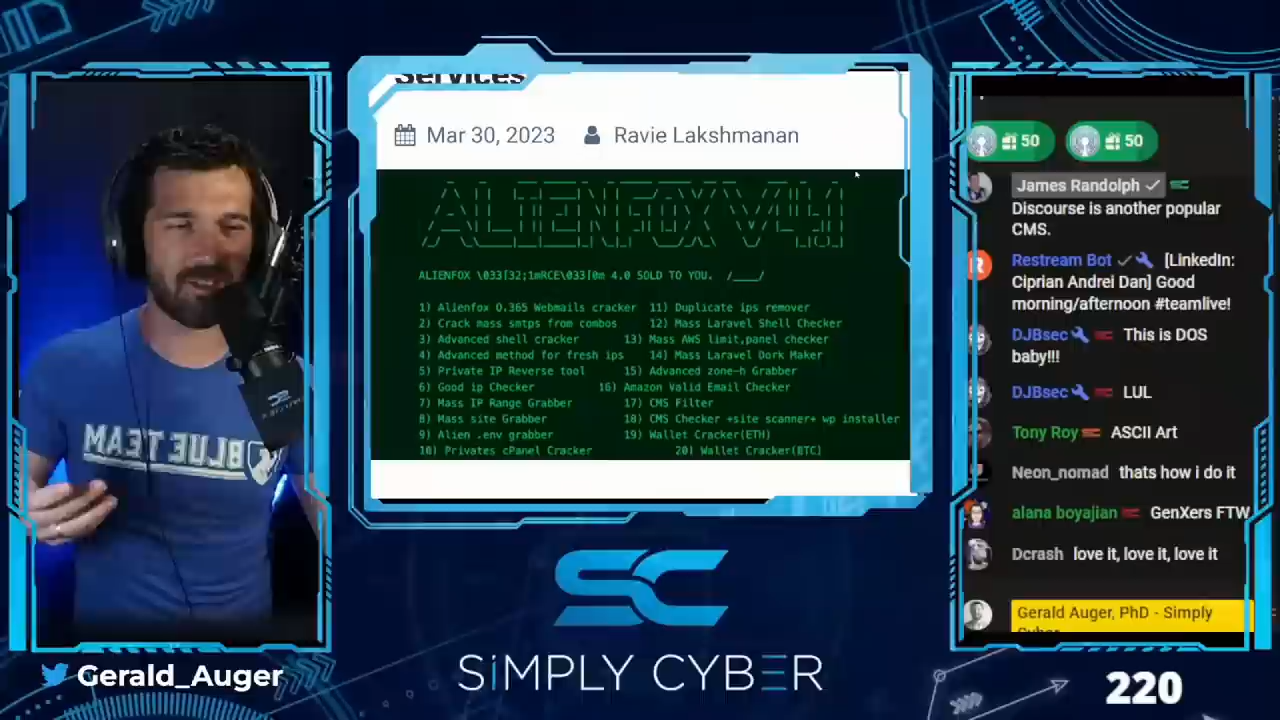 Services
Mar 30, 2023 Ravie Lakshmanan
ALIENFOX V4!
ALIENFOX \033[32;1mRCE\033[0m 4.0 SOLD TO YOU. /____/
1) Alienfox O.365 Webmails cracker 11) Duplicate ips remover
2) Crack mass smtps from combos 12) Mass Laravel Shell Checker
3) Advanced shell cracker 13) Mass AWS limit,panel checker
4) Advanced method for fresh ips 14) Mass Laravel Dork Maker
5) Private IP Reverse tool 15) Advanced zone-h Grabber
6) Good ip Checker 16) Amazon Valid Email Checker
7) Mass IP Range Grabber 17) CMS Filter
8) Mass site Grabber 18) CMS Checker +site scanner+ wp installer
9) Alien .env grabber 19) Wallet Cracker(ETH)
10) Privates cPanel Cracker 20) Wallet Cracker(BTC)
BLUE TEAM
50 50
James Randolph
Discourse is another popular
CMS.
Restream Bot [LinkedIn:
Ciprian Andrei Dan] Good
morning/afternoon #teamlive!
DJBsec This is DOS
baby!!!
DJBsec LUL
Tony Roy ASCII Art
Neon_nomad thats how i do it
alana boyajian GenXers FTW
Dcrash love it, love it, love it
Gerald Auger, PhD - Simply
Cyber
SC
SIMPLY CYBER
Gerald_Auger
220